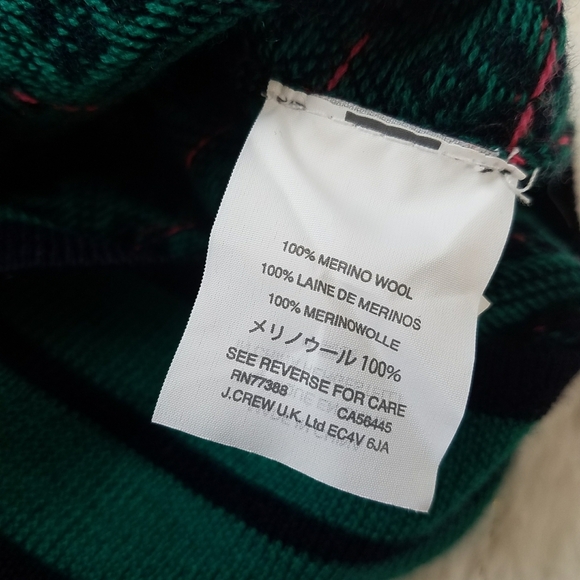 100% MERINO WOOL
100% LAINE DE MERINOS
100% MERINOWOLLE
メリノウール 100%
SEE REVERSE FOR CARE
RN77388 CA56445
J.CREW U.K. Ltd EC4V 6JA